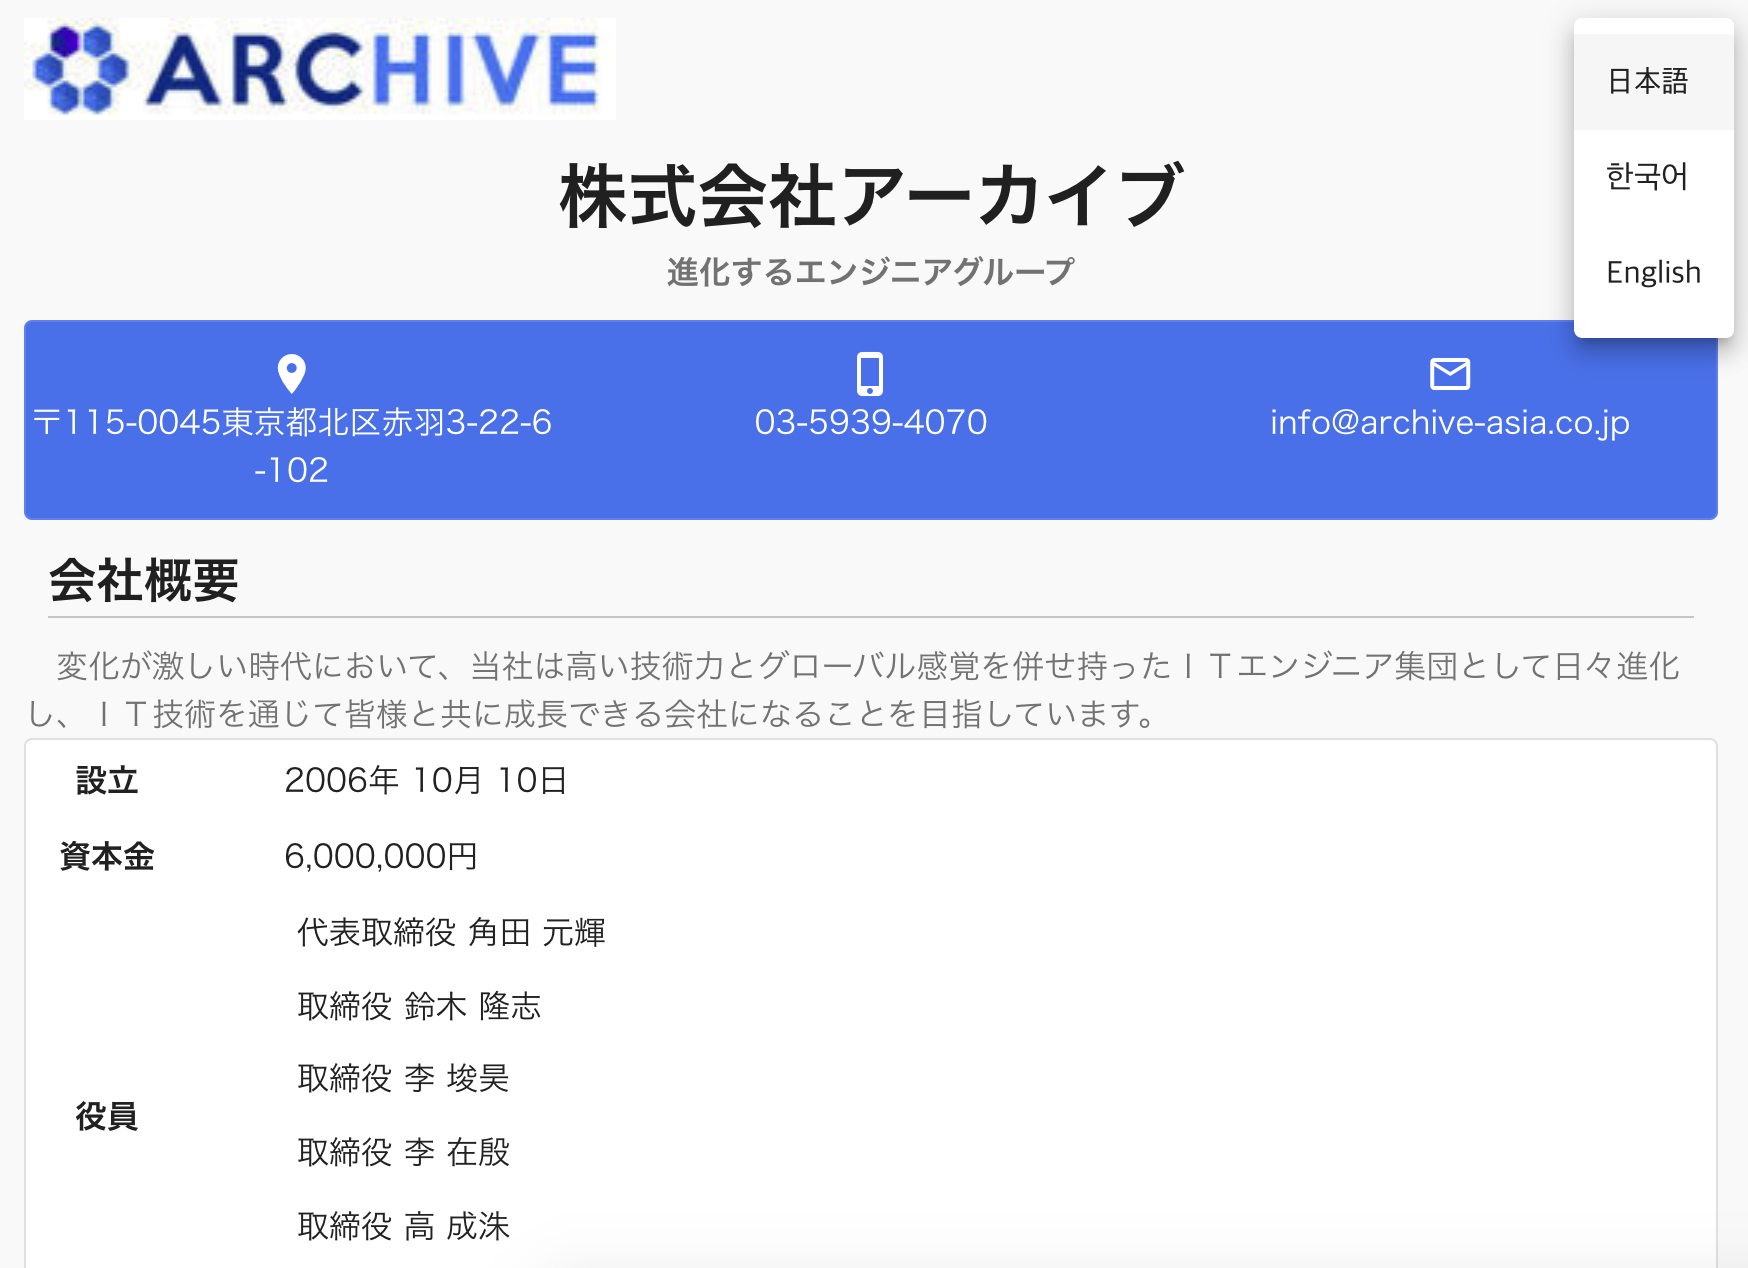 ARCHIVE
日本語
한국어
English
株式会社アーカイブ
進化するエンジニアグループ
〒115-0045東京都北区赤羽3-22-6
-102
03-5939-4070
info@archive-asia.co.jp
会社概要
変化が激しい時代において、当社は高い技術力とグローバル感覚を併せ持ったＩＴエンジニア集団として日々進化
し、ＩＴ技術を通じて皆様と共に成長できる会社になることを目指しています。
設立 2006年 10月 10日
資本金 6,000,000円
役員
代表取締役 角田 元輝
取締役 鈴木 隆志
取締役 李 埈昊
取締役 李 在殷
取締役 高 成洙